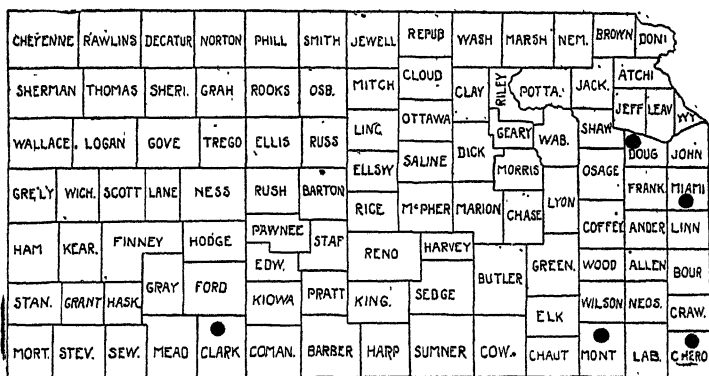 CHEYENNE RAWLINS DECATUR NORTON PHILL SMITH JEWELL REPUB WASH MARSH NEM. BROWN DONI
SHERMAN THOMAS SHERI. GRAH ROOKS OSB. MITCH CLOUD CLAY RILEY POTTA. JACK. ATCHI
JEFF LEAV WY
WALLACE. LOGAN GOVE TREGO ELLIS RUSS LINC OTTAWA DICK GEARY WAB. SHAW DOUG JOHN
GRE'LY WICH. SCOTT LANE NESS RUSH BARTON ELLSW SALINE MORRIS OSAGE FRANK MIAMI
RICE McPHER MARION CHASE LYON COFFEY ANDER LINN
HAM KEAR. FINNEY HODGE PAWNEE STAF RENO HARVEY BUTLER GREEN. WOOD ALLEN BOUR
EDW.
STAN. GRANT HASK. GRAY FORD KIOWA PRATT KING. SEDGE ELK WILSON NEOS. CRAW.
MORT. STEV. SEW. MEAD CLARK COMAN. BARBER HARP SUMNER COW. CHAUT MONT LAB. CHERO